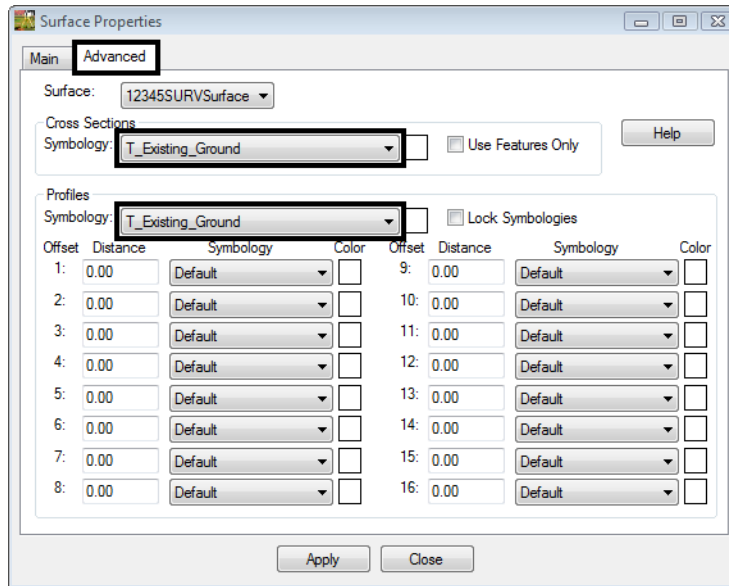 Surface Properties
Main Advanced
Surface: 12345SURVSurface
Cross Sections
Symbology: T_Existing_Ground Use Features Only Help
Profiles
Symbology: T_Existing_Ground Lock Symbologies
Offset Distance Symbology Color Offset Distance Symbology Color
1: 0.00 Default 9: 0.00 Default
2: 0.00 Default 10: 0.00 Default
3: 0.00 Default 11: 0.00 Default
4: 0.00 Default 12: 0.00 Default
5: 0.00 Default 13: 0.00 Default
6: 0.00 Default 14: 0.00 Default
7: 0.00 Default 15: 0.00 Default
8: 0.00 Default 16: 0.00 Default
Apply Close